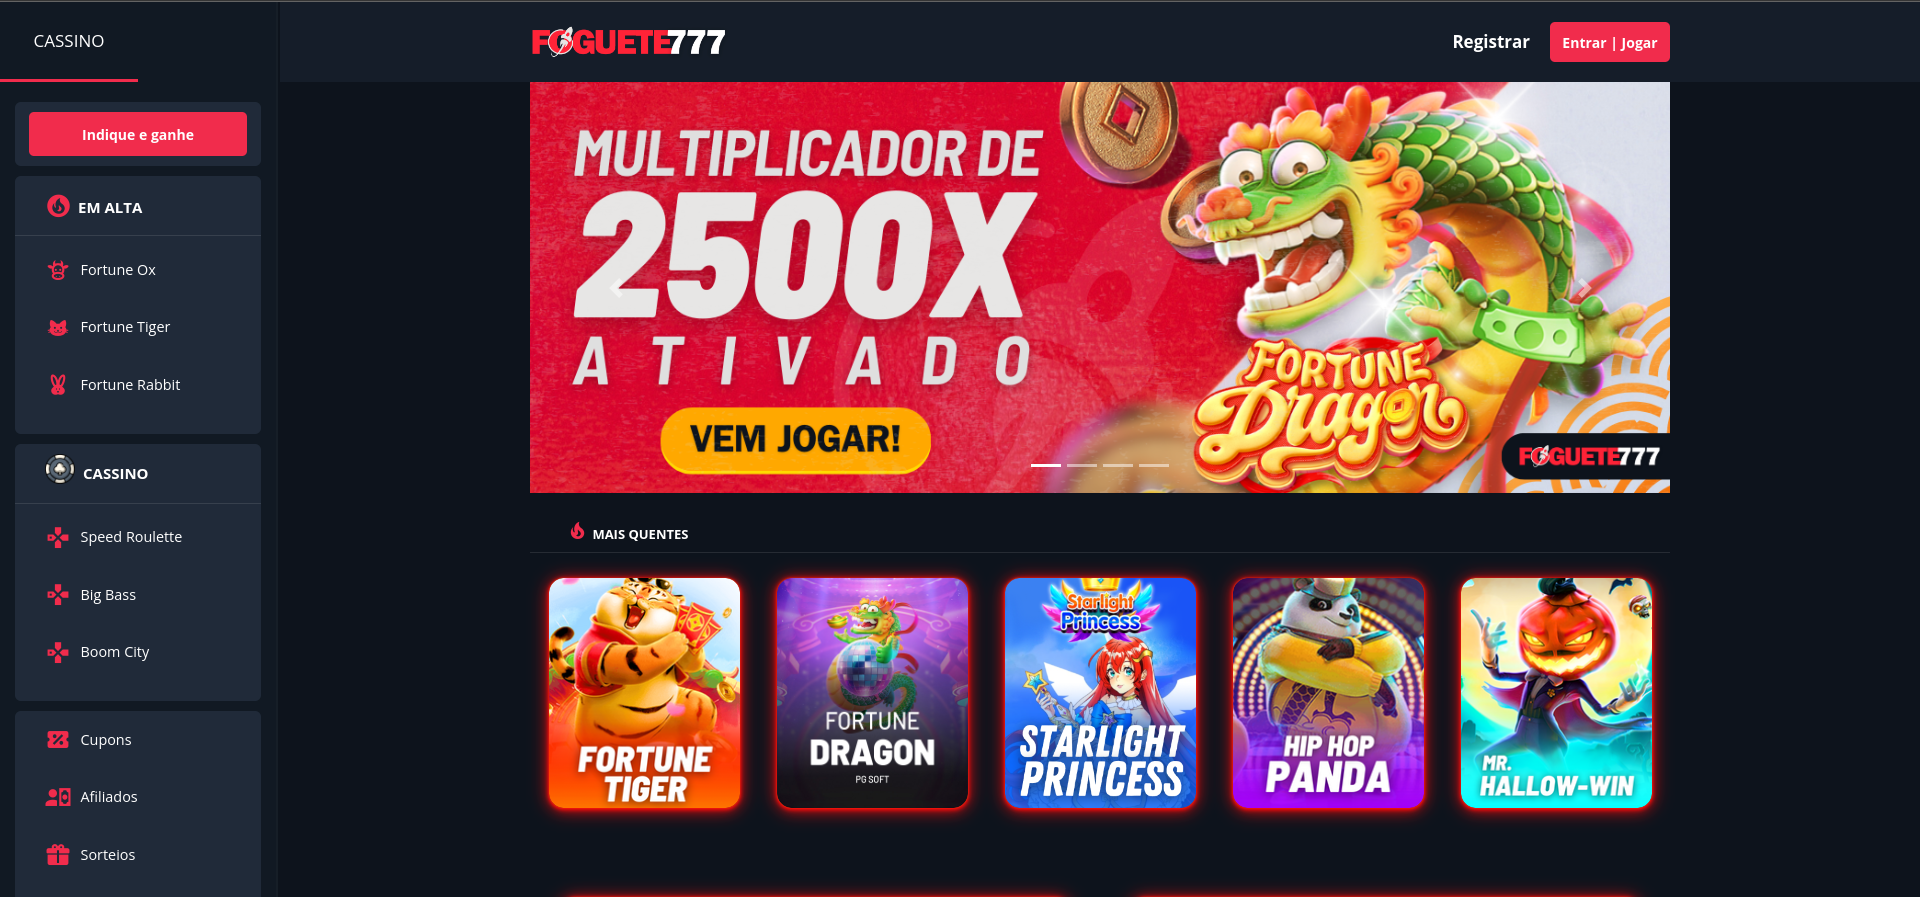 CASSINO
FOGUETE777
Registrar
Entrar | Jogar
Indique e ganhe
EM ALTA
Fortune Ox
Fortune Tiger
Fortune Rabbit
CASSINO
Speed Roulette
Big Bass
Boom City
Cupons
Afiliados
Sorteios
MULTIPLICADOR DE
2500X
ATIVADO
VEM JOGAR!
FORTUNE
Dragon
FOGUETE777
MAIS QUENTES
FORTUNE
TIGER
FORTUNE
DRAGON
PG SOFT
Starlight
Princess
STARLIGHT
PRINCESS
HIP HOP
PANDA
MR.
HALLOW-WIN